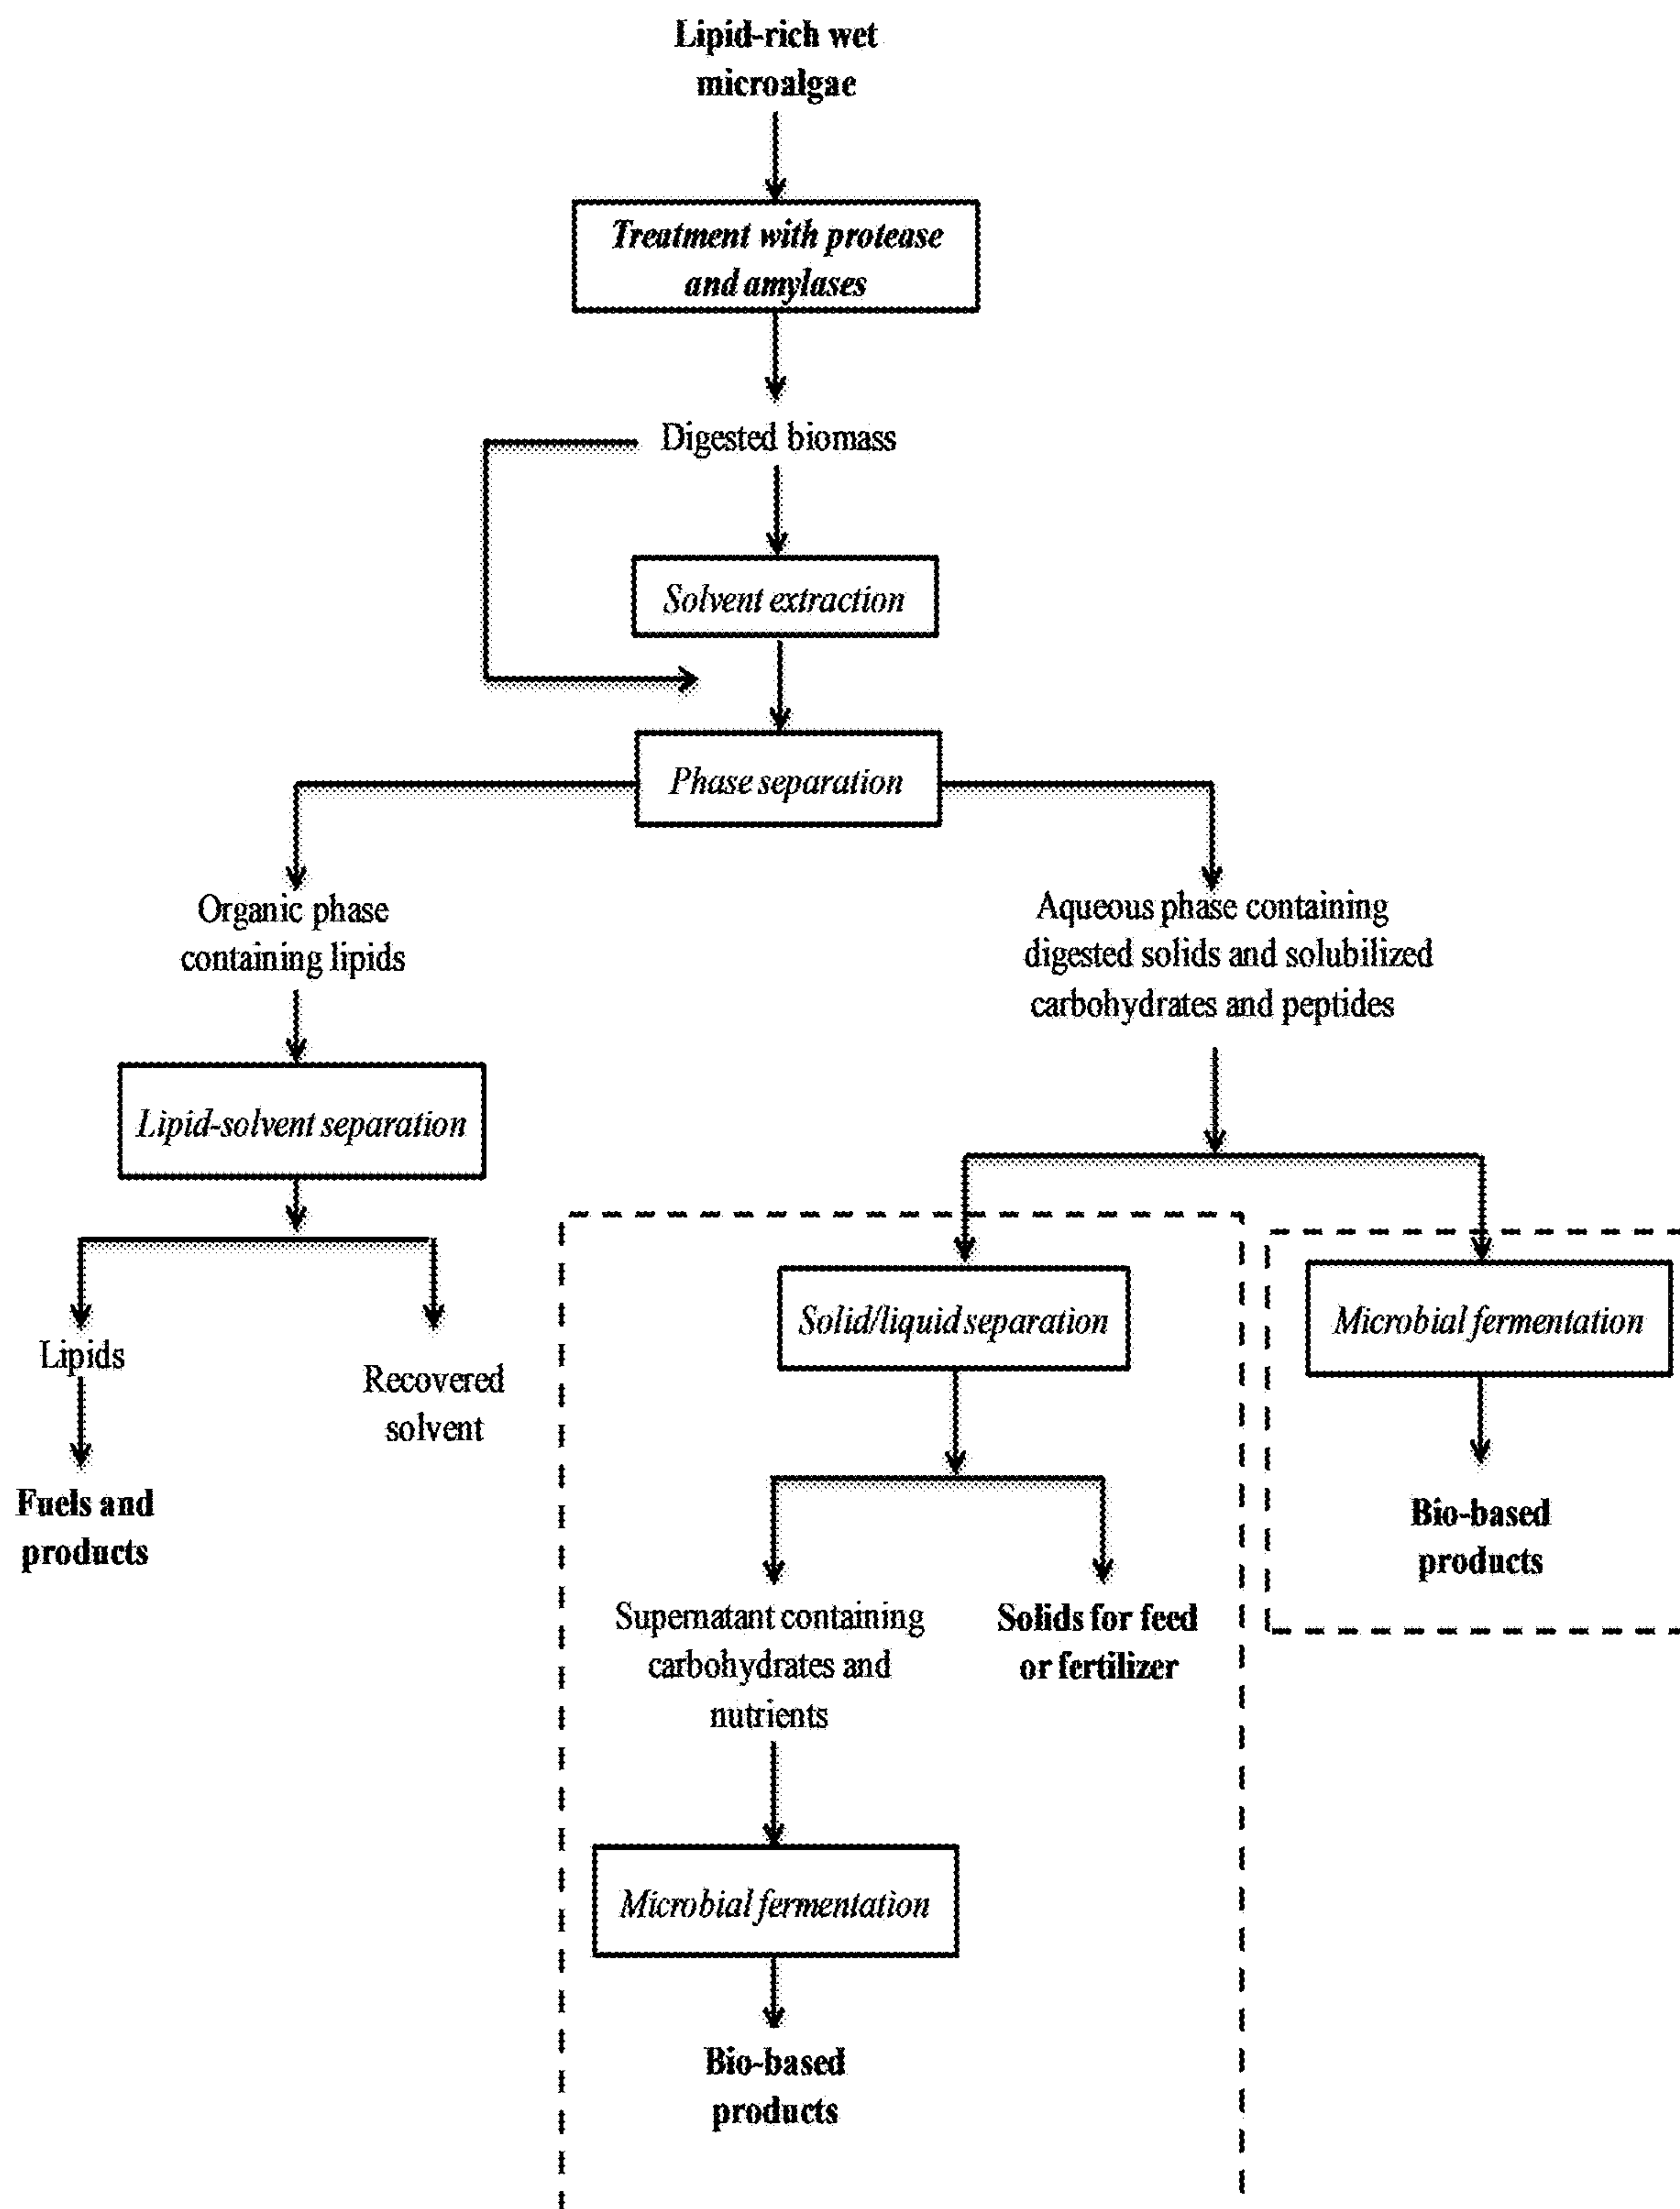 Lipid-rich wet
microalgae
Treatment with protease
and amylases
Digested biomass
Solvent extraction
Phase separation
Organic phase
containing lipids
Aqueous phase containing
digested solids and solubilized
carbohydrates and peptides
Lipid-solvent separation
Solid/liquid separation
Microbial fermentation
Lipids
Recovered
solvent
Fuels and
products
Bio-based
products
Supernatant containing
carbohydrates and
nutrients
Solids for feed
or fertilizer
Microbial fermentation
Bio-based
products